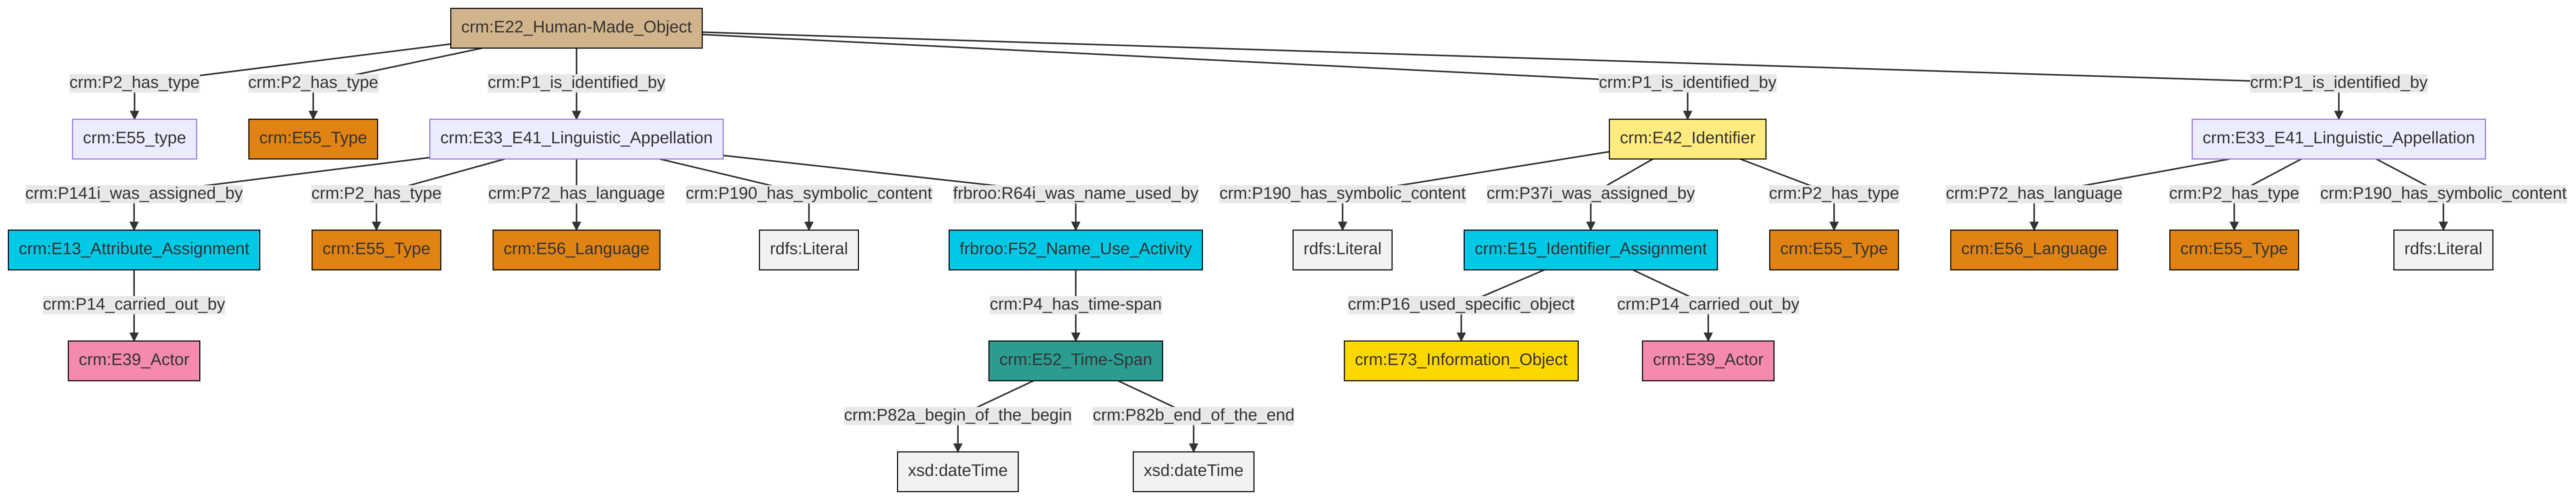 crm:E22_Human-Made_Object
crm:P2_has_type
crm:P2_has_type
crm:P1_is_identified_by
crm:P1_is_identified_by
crm:P1_is_identified_by
crm:E55_type
crm:E55_Type
crm:E33_E41_Linguistic_Appellation
crm:E42_Identifier
crm:E33_E41_Linguistic_Appellation
crm:P141i_was_assigned_by
crm:P2_has_type
crm:P72_has_language
crm:P190_has_symbolic_content
frbroo:R64i_was_name_used_by
crm:P190_has_symbolic_content
crm:P37i_was_assigned_by
crm:P2_has_type
crm:P72_has_language
crm:P2_has_type
crm:P190_has_symbolic_content
crm:E13_Attribute_Assignment
crm:E55_Type
crm:E56_Language
rdfs:Literal
frbroo:F52_Name_Use_Activity
rdfs:Literal
crm:E15_Identifier_Assignment
crm:E55_Type
crm:E56_Language
crm:E55_Type
rdfs:Literal
crm:P14_carried_out_by
crm:P4_has_time-span
crm:P16_used_specific_object
crm:P14_carried_out_by
crm:E39_Actor
crm:E52_Time-Span
crm:E73_Information_Object
crm:E39_Actor
crm:P82a_begin_of_the_begin
crm:P82b_end_of_the_end
xsd:dateTime
xsd:dateTime